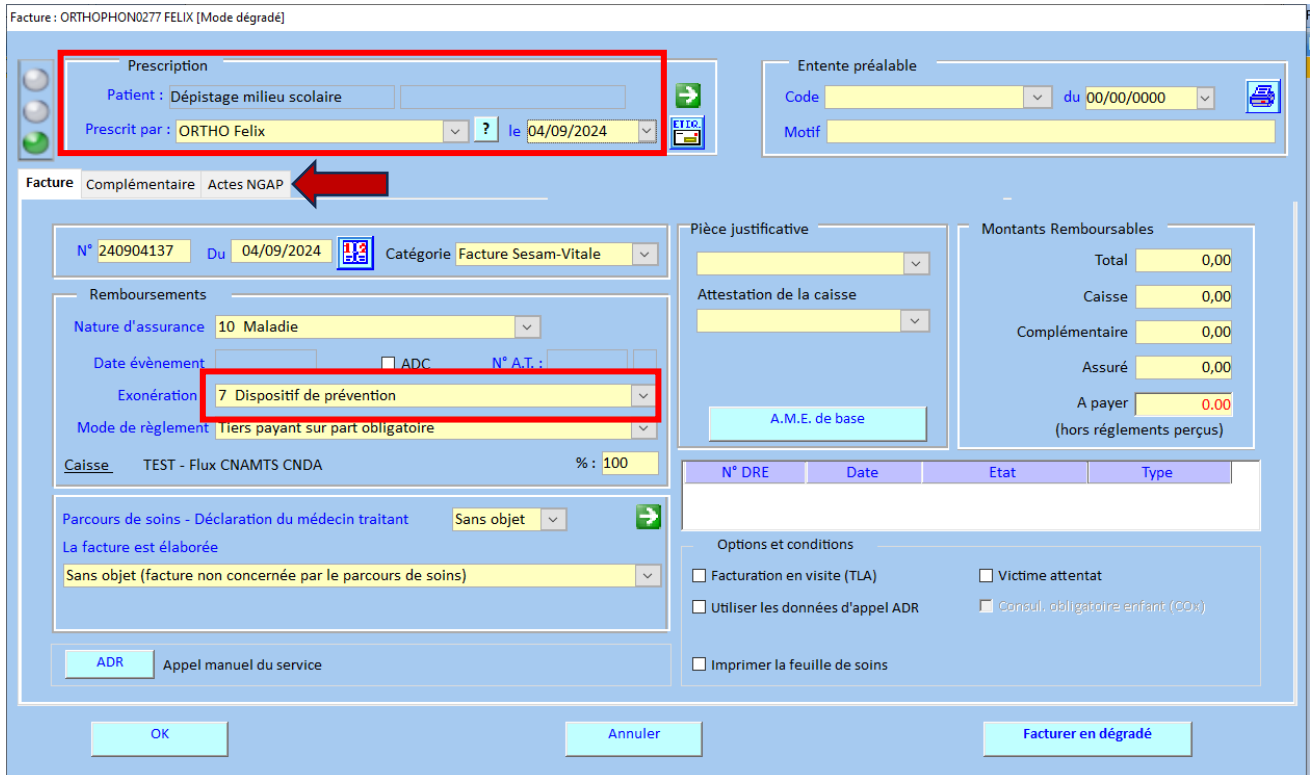 Facture : ORTHOPHON0277 FELIX [Mode dégradé]
Prescription
Patient : Dépistage milieu scolaire
Prescrit par : ORTHO Felix ? le 04/09/2024
ETIQ.
Entente préalable
Code du 00/00/0000
Motif
Facture Complémentaire Actes NGAP
N° 240904137 Du 04/09/2024 Catégorie Facture Sesam-Vitale
Remboursements
Nature d'assurance 10 Maladie
Date évènement ADC N° A.T. :
Exonération 7 Dispositif de prévention
Mode de règlement Tiers payant sur part obligatoire
Caisse TEST - Flux CNAMTS CNDA % : 100
Parcours de soins - Déclaration du médecin traitant Sans objet
La facture est élaborée
Sans objet (facture non concernée par le parcours de soins)
ADR Appel manuel du service
Pièce justificative
Attestation de la caisse
A.M.E. de base
Montants Remboursables
Total 0,00
Caisse 0,00
Complémentaire 0,00
Assuré 0,00
A payer 0.00
(hors réglements perçus)
N° DRE Date Etat Type
Options et conditions
Facturation en visite (TLA) Victime attentat
Utiliser les données d'appel ADR Consul. obligatoire enfant (COx)
Imprimer la feuille de soins
OK Annuler Facturer en dégradé